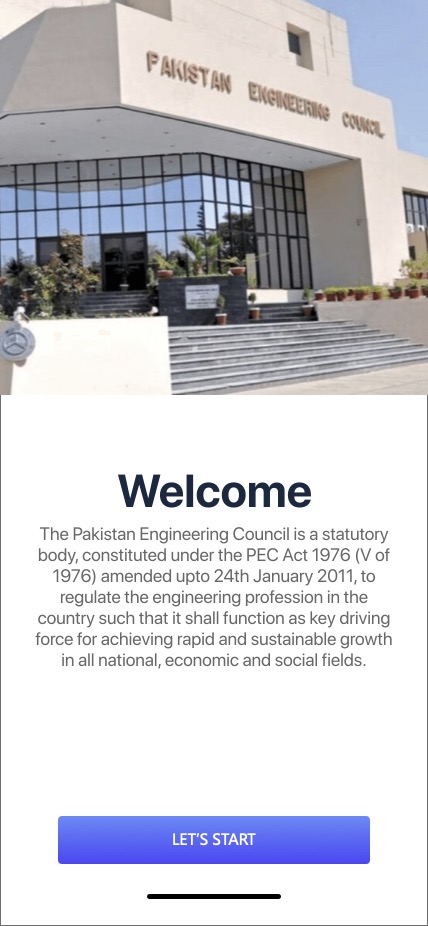 PAKISTAN ENGINEERING COUNCIL
Welcome
The Pakistan Engineering Council is a statutory
body, constituted under the PEC Act 1976 (V of
1976) amended upto 24th January 2011, to
regulate the engineering profession in the
country such that it shall function as key driving
force for achieving rapid and sustainable growth
in all national, economic and social fields.
LET'S START